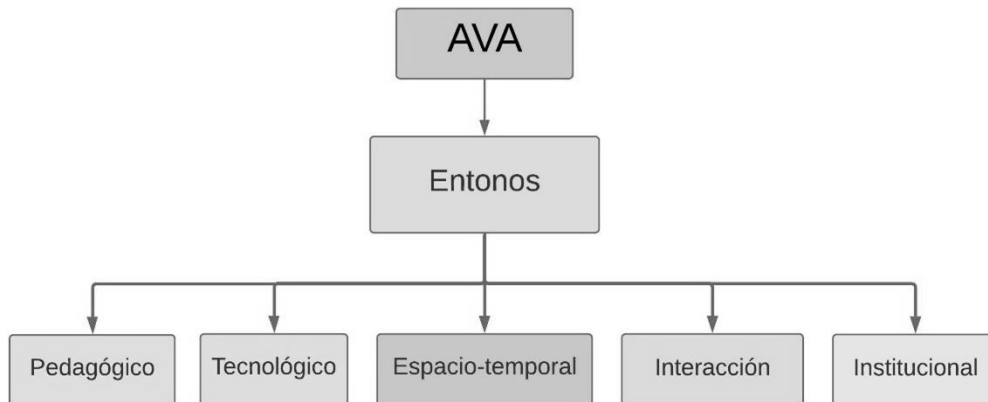 AVA
Entonos
Pedagógico
Tecnológico
Espacio-temporal
Interacción
Institucional